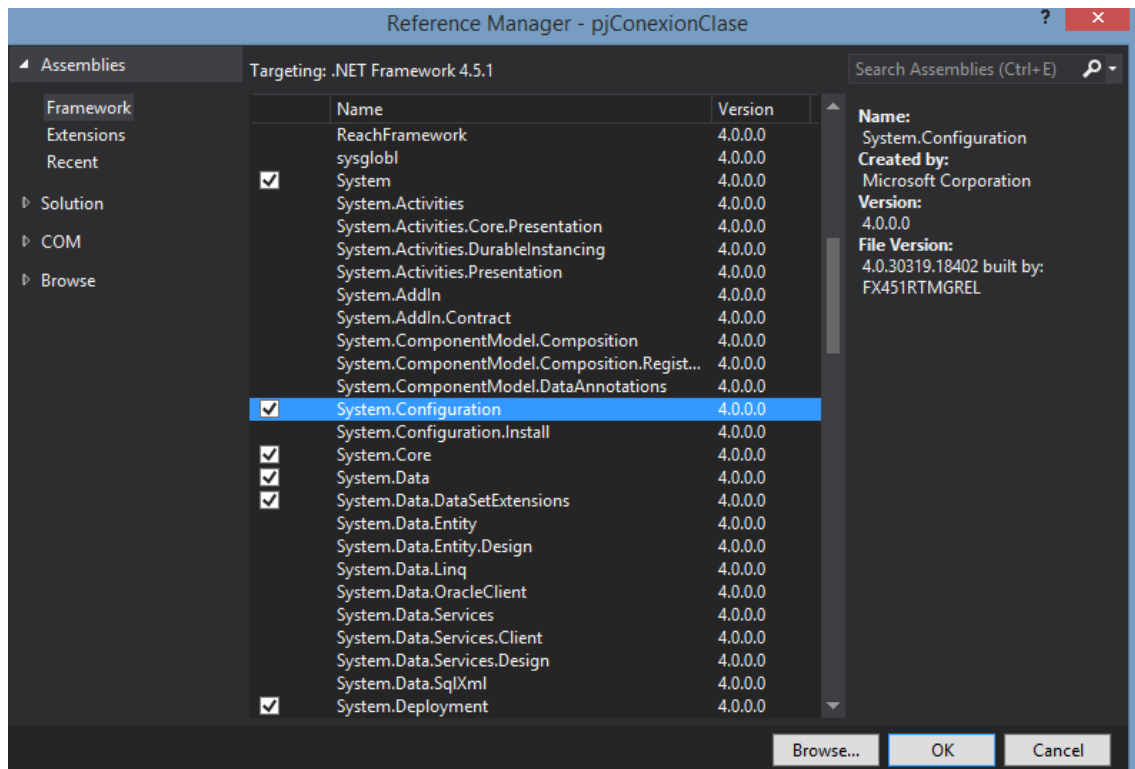 Reference Manager - pjConexionClase
?
Assemblies
Framework
Extensions
Recent
Solution
COM
Browse
Targeting: .NET Framework 4.5.1
Search Assemblies (Ctrl+E)
Name Version
ReachFramework 4.0.0.0
sysglobl 4.0.0.0
System 4.0.0.0
System.Activities 4.0.0.0
System.Activities.Core.Presentation 4.0.0.0
System.Activities.DurableInstancing 4.0.0.0
System.Activities.Presentation 4.0.0.0
System.AddIn 4.0.0.0
System.AddIn.Contract 4.0.0.0
System.ComponentModel.Composition 4.0.0.0
System.ComponentModel.Composition.Regist... 4.0.0.0
System.ComponentModel.DataAnnotations 4.0.0.0
System.Configuration 4.0.0.0
System.Configuration.Install 4.0.0.0
System.Core 4.0.0.0
System.Data 4.0.0.0
System.Data.DataSetExtensions 4.0.0.0
System.Data.Entity 4.0.0.0
System.Data.Entity.Design 4.0.0.0
System.Data.Linq 4.0.0.0
System.Data.OracleClient 4.0.0.0
System.Data.Services 4.0.0.0
System.Data.Services.Client 4.0.0.0
System.Data.Services.Design 4.0.0.0
System.Data.SqlXml 4.0.0.0
System.Deployment 4.0.0.0
Name:
System.Configuration
Created by:
Microsoft Corporation
Version:
4.0.0.0
File Version:
4.0.30319.18402 built by:
FX451RTMGREL
Browse... OK Cancel